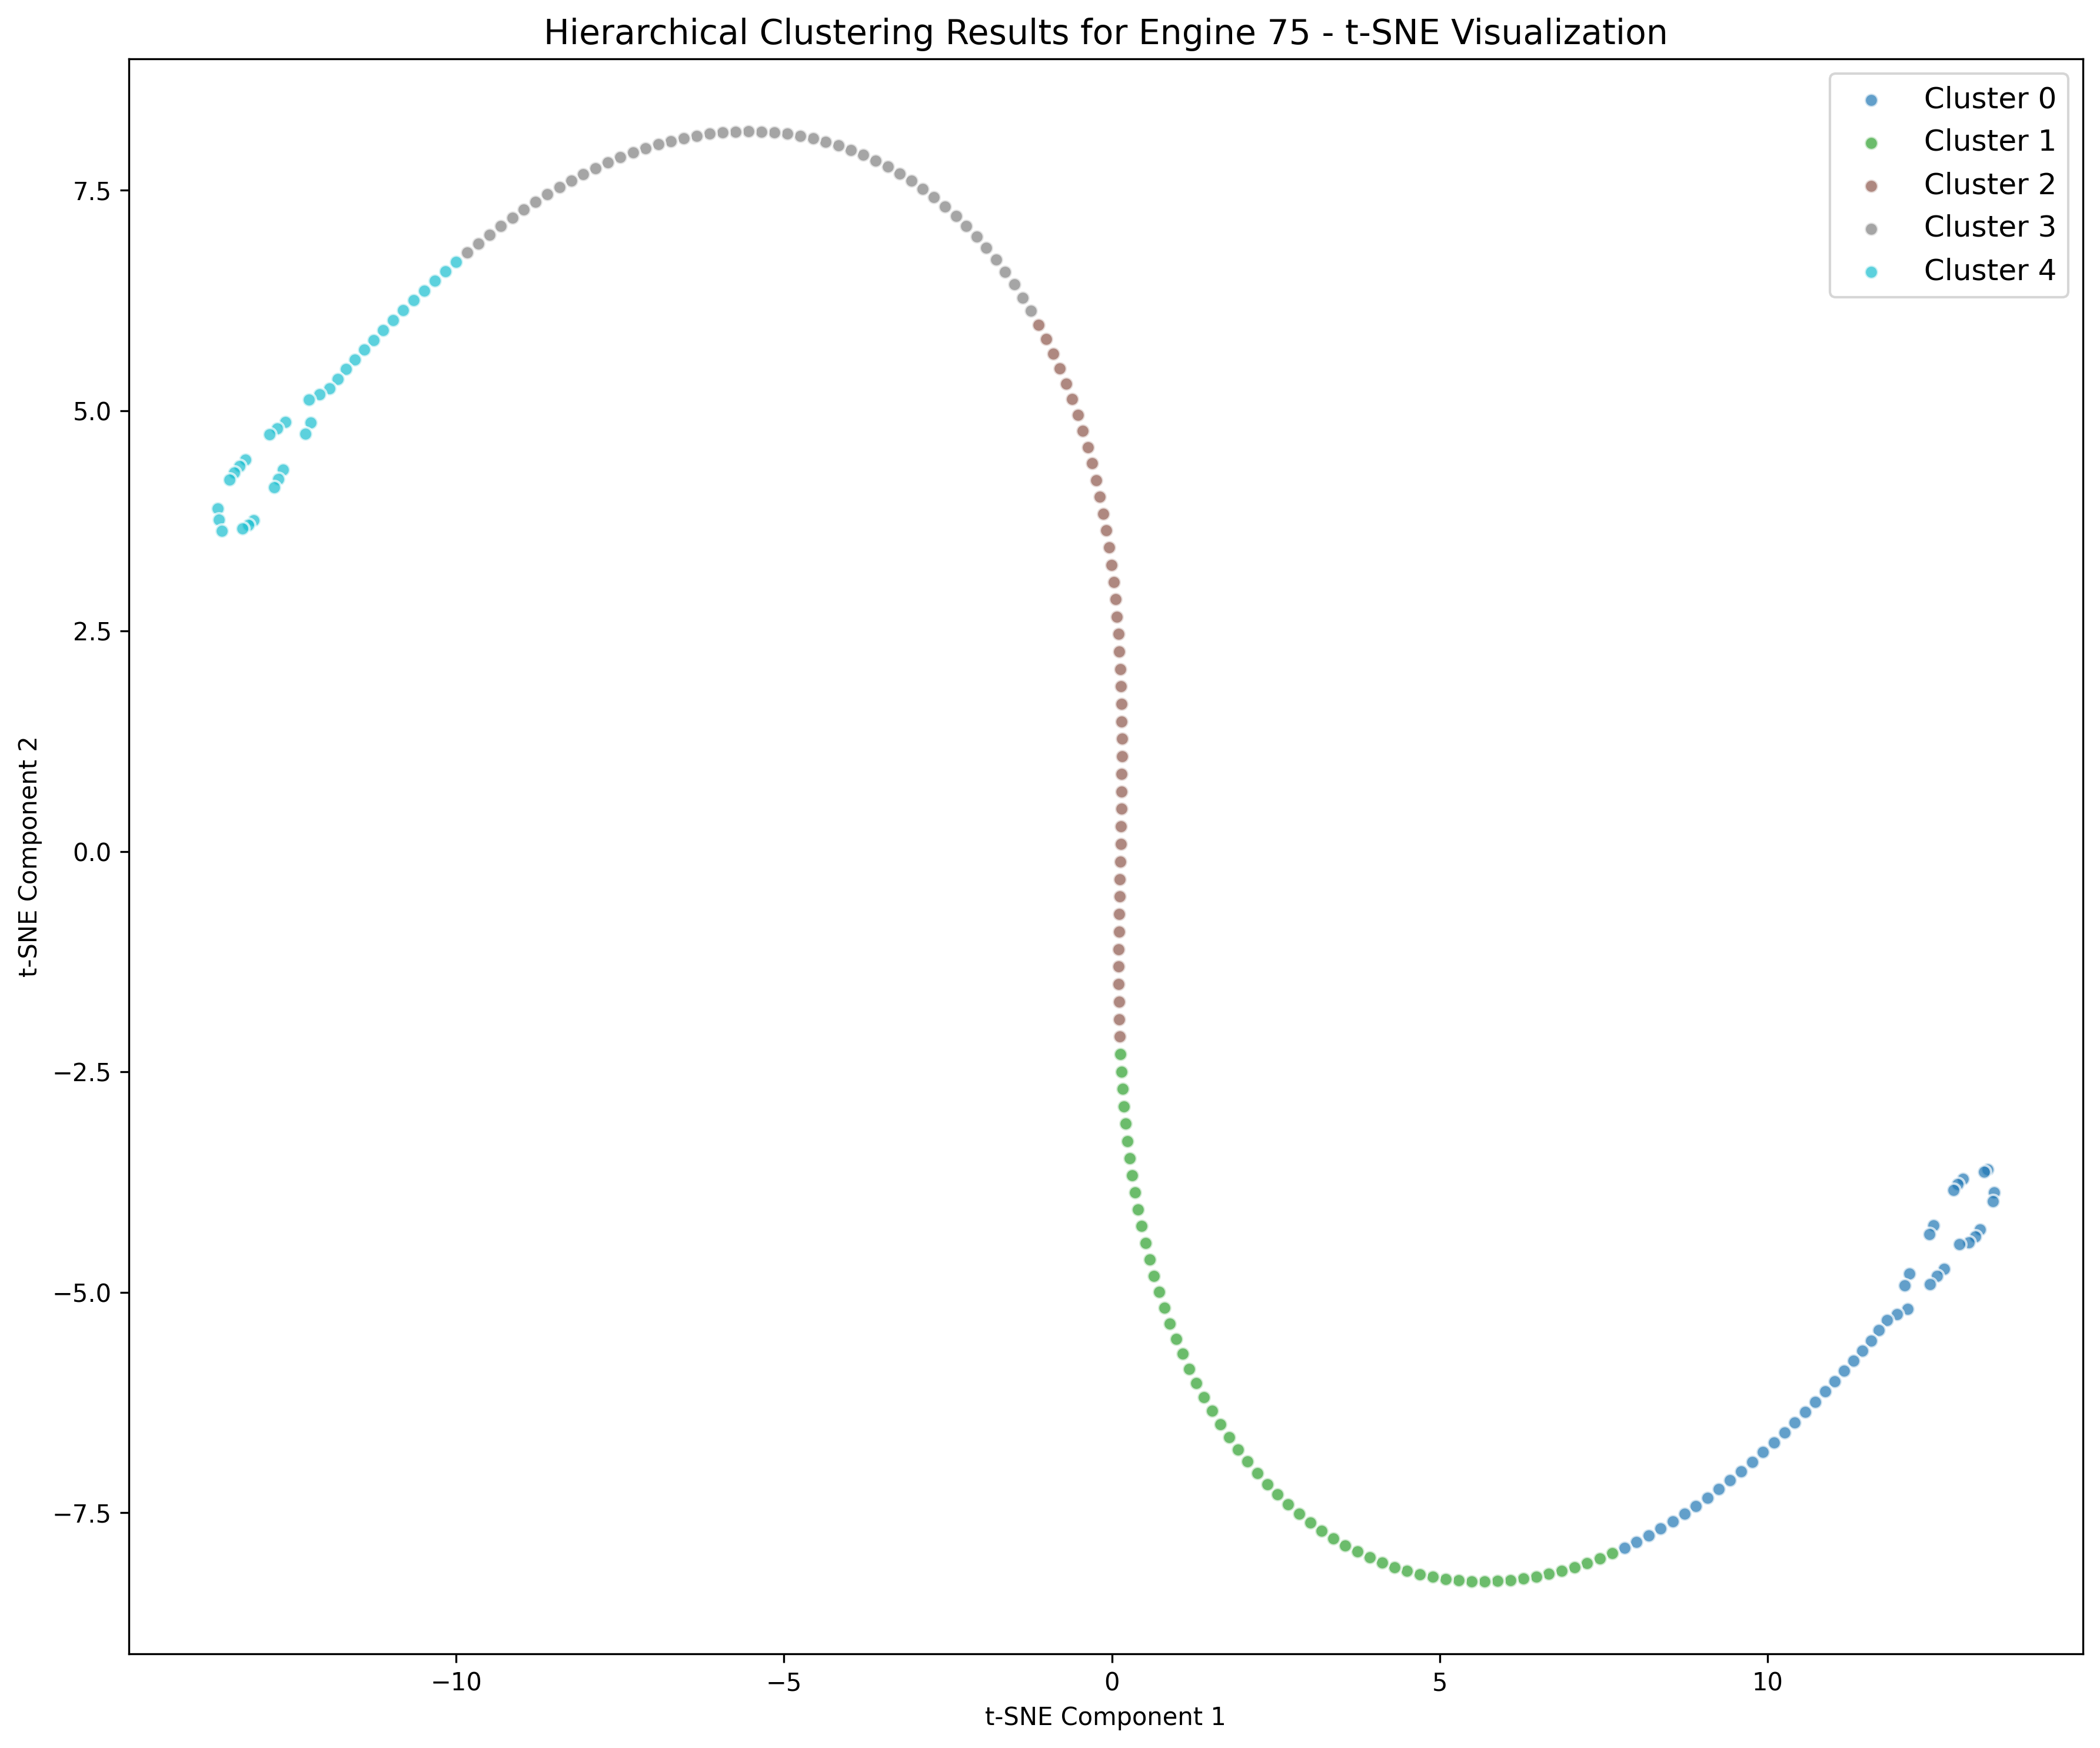 Hierarchical Clustering Results for Engine 75 - t-SNE Visualization
Cluster 0
Cluster 1
Cluster 2
Cluster 3
Cluster 4
7.5
5.0
2.5
0.0
−2.5
−5.0
−7.5
t-SNE Component 2
−10
−5
0
5
10
t-SNE Component 1